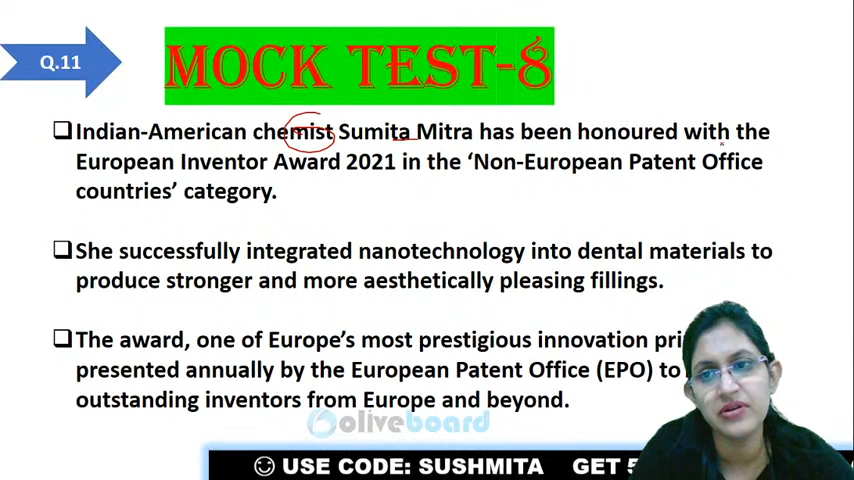 Q.11
MOCK TEST-8
Indian-American chemist Sumita Mitra has been honoured with the
European Inventor Award 2021 in the ‘Non-European Patent Office
countries’ category.
She successfully integrated nanotechnology into dental materials to
produce stronger and more aesthetically pleasing fillings.
The award, one of Europe’s most prestigious innovation
presented annually by the European Patent Office (EPO) to
outstanding inventors from Europe and beyond.
oliveboard
USE CODE: SUSHMITA GET